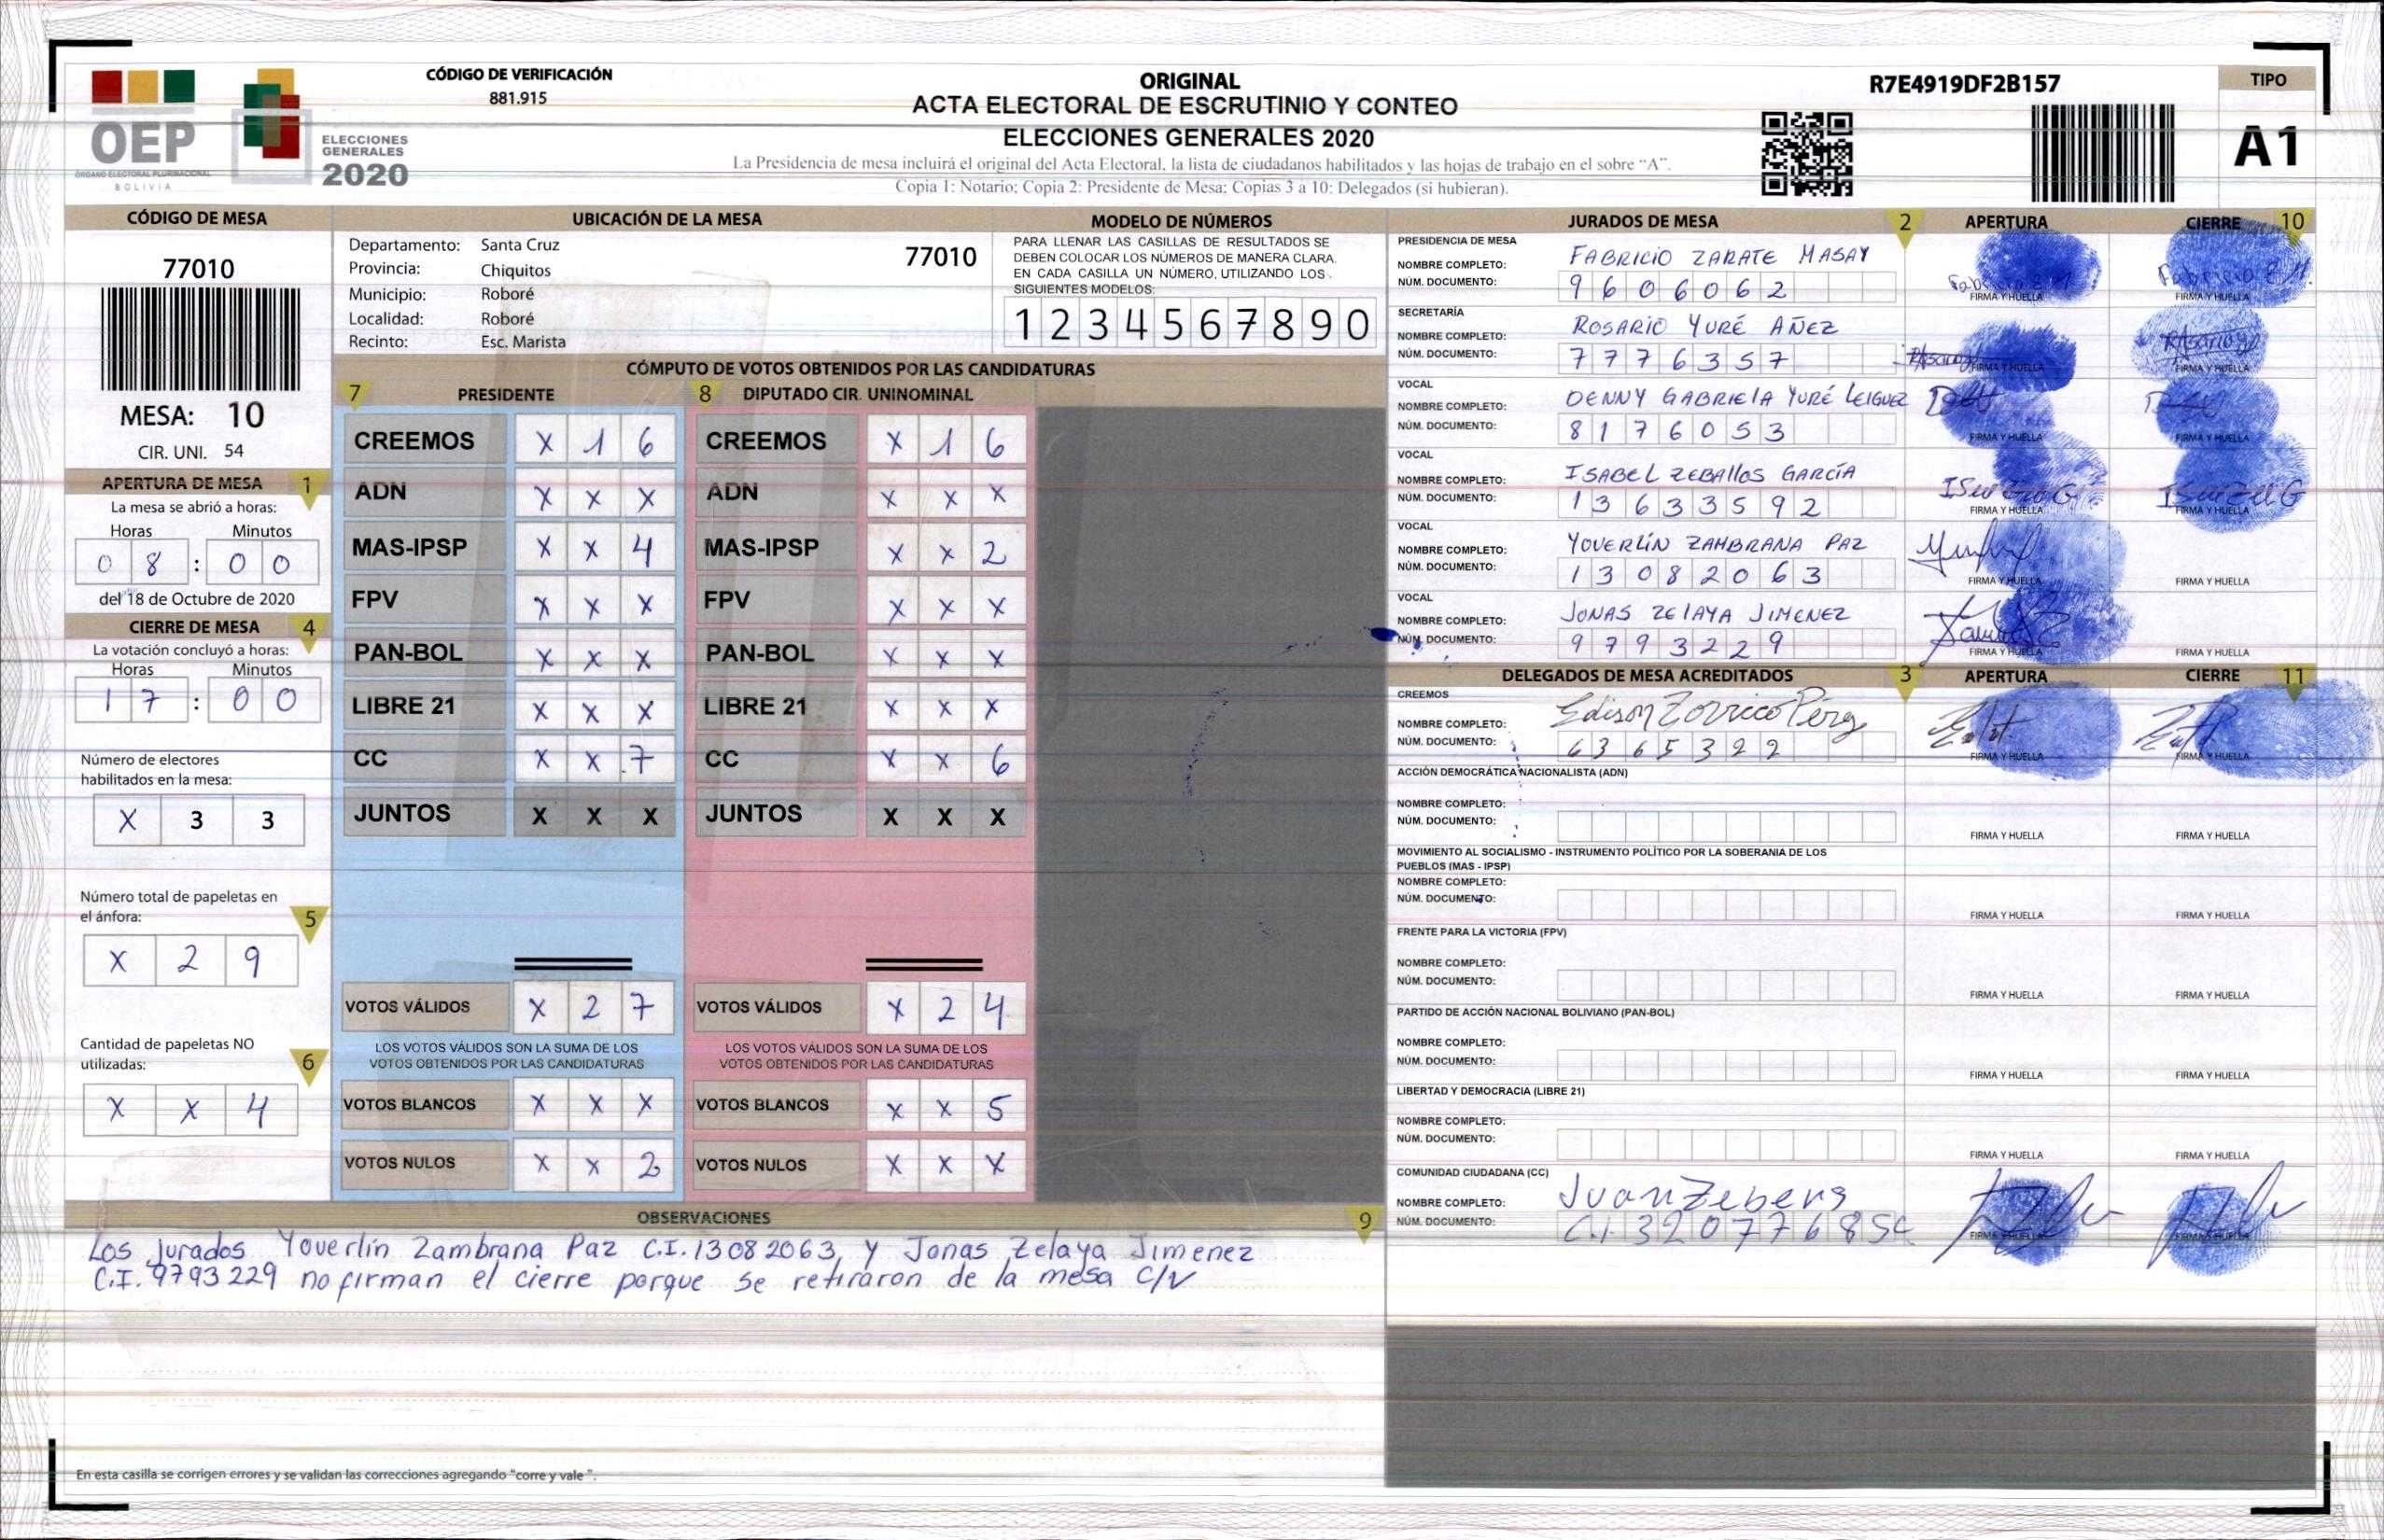 OEP
ÓRGANO ELECTORAL PLURINACIONAL
BOLIVIA
ELECCIONES
GENERALES
2020
CÓDIGO DE VERIFICACIÓN
881.915
ORIGINAL
ACTA ELECTORAL DE ESCRUTINIO Y CONTEO
ELECCIONES GENERALES 2020
La Presidencia de mesa incluirá el original del Acta Electoral, la lista de ciudadanos habilitados y las hojas de trabajo en el sobre "A".
Copia 1: Notario; Copia 2: Presidente de Mesa; Copias 3 a 10: Delegados (si hubieran).
R7E4919DF2B157
TIPO
A1
CÓDIGO DE MESA
77010
MESA: 10
CIR. UNI. 54
APERTURA DE MESA 1
La mesa se abrió a horas:
Horas Minutos
0 8 : 0 0
del 18 de Octubre de 2020
CIERRE DE MESA 4
La votación concluyó a horas:
Horas Minutos
1 7 : 0 0
Número de electores
habilitados en la mesa:
X 3 3
Número total de papeletas en
el ánfora: 5
X 2 9
Cantidad de papeletas NO
utilizadas: 6
X X 4
UBICACIÓN DE LA MESA
Departamento: Santa Cruz 77010
Provincia: Chiquitos
Municipio: Roboré
Localidad: Roboré
Recinto: Esc. Marista
MODELO DE NÚMEROS
PARA LLENAR LAS CASILLAS DE RESULTADOS SE
DEBEN COLOCAR LOS NÚMEROS DE MANERA CLARA.
EN CADA CASILLA UN NÚMERO, UTILIZANDO LOS
SIGUIENTES MODELOS:
1 2 3 4 5 6 7 8 9 0
CÓMPUTO DE VOTOS OBTENIDOS POR LAS CANDIDATURAS
7 PRESIDENTE 8 DIPUTADO CIR. UNINOMINAL
CREEMOS X 1 6 CREEMOS X 1 6
ADN X X X ADN X X X
MAS-IPSP X X 4 MAS-IPSP X X 2
FPV X X X FPV X X X
PAN-BOL X X X PAN-BOL X X X
LIBRE 21 X X X LIBRE 21 X X X
CC X X 7 CC X X 6
JUNTOS X X X JUNTOS X X X
VOTOS VÁLIDOS X 2 7 VOTOS VÁLIDOS X 2 4
LOS VOTOS VÁLIDOS SON LA SUMA DE LOS LOS VOTOS VÁLIDOS SON LA SUMA DE LOS
VOTOS OBTENIDOS POR LAS CANDIDATURAS VOTOS OBTENIDOS POR LAS CANDIDATURAS
VOTOS BLANCOS X X X VOTOS BLANCOS X X 5
VOTOS NULOS X X 2 VOTOS NULOS X X X
OBSERVACIONES 9
Los jurados Yoverlín Zambrana Paz C.I. 13082063, y Jonas Zelaya Jimenez
C.I. 9793229 no firman el cierre porque se retiraron de la mesa C/V
En esta casilla se corrigen errores y se validan las correcciones agregando "corre y vale".
JURADOS DE MESA 2 APERTURA CIERRE 10
PRESIDENCIA DE MESA
NOMBRE COMPLETO: FABRICIO ZARATE MASAY
NÚM. DOCUMENTO: 9 6 0 6 0 6 2
FIRMA Y HUELLA FIRMA Y HUELLA
SECRETARÍA
NOMBRE COMPLETO: ROSARIO YURÉ AÑEZ
NÚM. DOCUMENTO: 7 7 7 6 3 5 7
FIRMA Y HUELLA FIRMA Y HUELLA
VOCAL
NOMBRE COMPLETO: DENNY GABRIELA YURÉ LEIGUEZ
NÚM. DOCUMENTO: 8 1 7 6 0 5 3
FIRMA Y HUELLA FIRMA Y HUELLA
VOCAL
NOMBRE COMPLETO: ISABEL ZEBALLOS GARCÍA
NÚM. DOCUMENTO: 1 3 6 3 3 5 9 2
FIRMA Y HUELLA FIRMA Y HUELLA
VOCAL
NOMBRE COMPLETO: YOVERLÍN ZAMBRANA PAZ
NÚM. DOCUMENTO: 1 3 0 8 2 0 6 3
FIRMA Y HUELLA FIRMA Y HUELLA
VOCAL
NOMBRE COMPLETO: JONAS ZELAYA JIMENEZ
NÚM. DOCUMENTO: 9 7 9 3 2 2 9
FIRMA Y HUELLA FIRMA Y HUELLA
DELEGADOS DE MESA ACREDITADOS 3 APERTURA CIERRE 11
CREEMOS
NOMBRE COMPLETO: Edison Zorrico Pérez
NÚM. DOCUMENTO: 6 3 6 5 3 2 2
FIRMA Y HUELLA FIRMA Y HUELLA
ACCIÓN DEMOCRÁTICA NACIONALISTA (ADN)
NOMBRE COMPLETO:
NÚM. DOCUMENTO:
FIRMA Y HUELLA FIRMA Y HUELLA
MOVIMIENTO AL SOCIALISMO - INSTRUMENTO POLÍTICO POR LA SOBERANIA DE LOS
PUEBLOS (MAS - IPSP)
NOMBRE COMPLETO:
NÚM. DOCUMENTO:
FIRMA Y HUELLA FIRMA Y HUELLA
FRENTE PARA LA VICTORIA (FPV)
NOMBRE COMPLETO:
NÚM. DOCUMENTO:
FIRMA Y HUELLA FIRMA Y HUELLA
PARTIDO DE ACCIÓN NACIONAL BOLIVIANO (PAN-BOL)
NOMBRE COMPLETO:
NÚM. DOCUMENTO:
FIRMA Y HUELLA FIRMA Y HUELLA
LIBERTAD Y DEMOCRACIA (LIBRE 21)
NOMBRE COMPLETO:
NÚM. DOCUMENTO:
FIRMA Y HUELLA FIRMA Y HUELLA
COMUNIDAD CIUDADANA (CC)
NOMBRE COMPLETO: Juan
NÚM. DOCUMENTO: C.I. 3 2 0 7 7 6 8 SC
FIRMA Y HUELLA FIRMA Y HUELLA